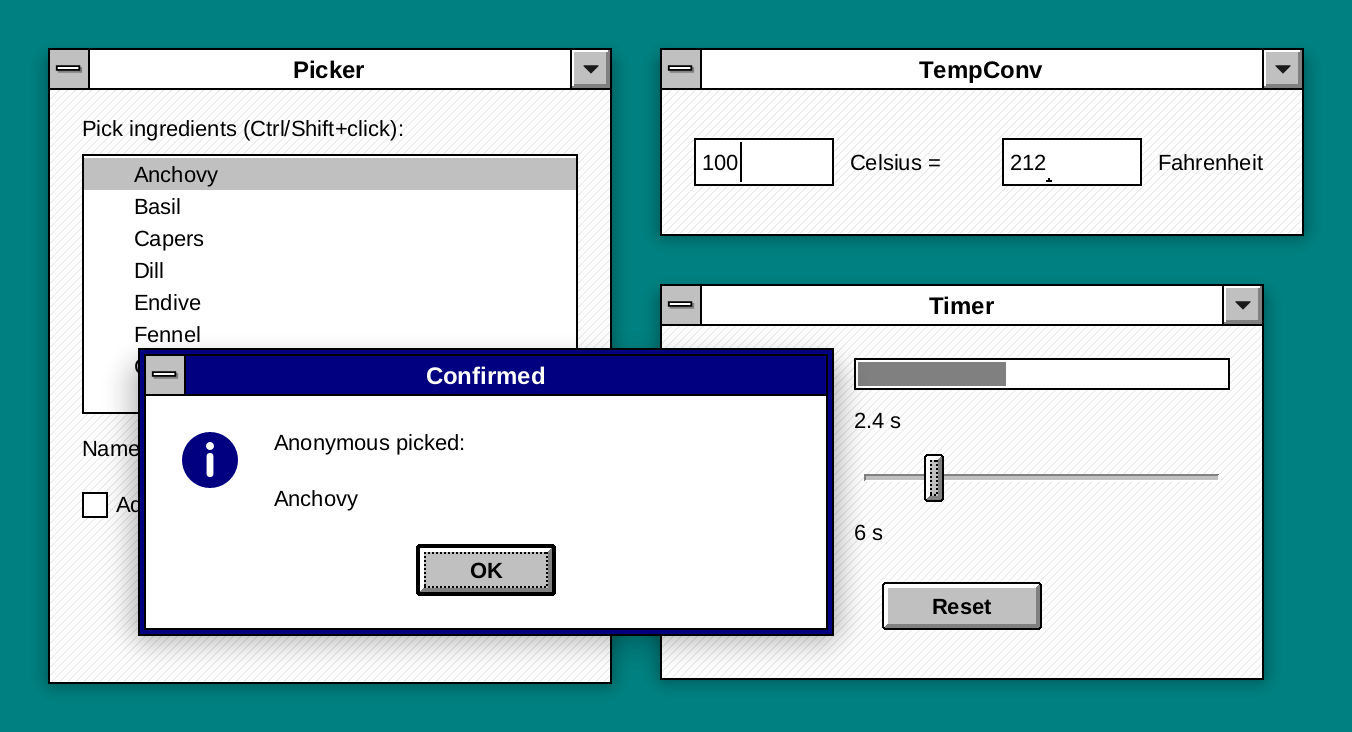 Picker
Pick ingredients (Ctrl/Shift+click):
Anchovy
Basil
Capers
Dill
Endive
Fennel
Name
TempConv
100 Celsius = 212 Fahrenheit
Timer
2.4 s
6 s
Reset
Confirmed
Anonymous picked:
Anchovy
OK